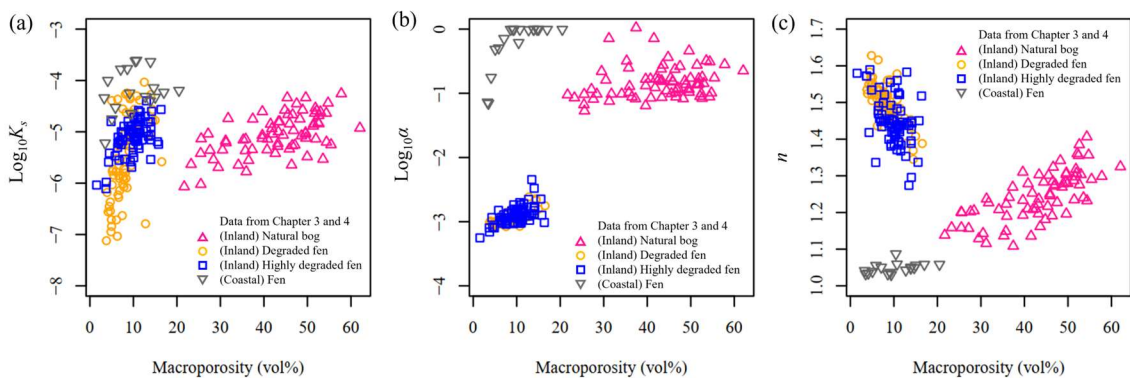 (a)
Log10Ks
−3
−4
−5
−6
−7
−8
Data from Chapter 3 and 4
(Inland) Natural bog
(Inland) Degraded fen
(Inland) Highly degraded fen
(Coastal) Fen
0 10 20 30 40 50 60
Macroporosity (vol%)
(b)
Log10α
0
−1
−2
−3
−4
Data from Chapter 3 and 4
(Inland) Natural bog
(Inland) Degraded fen
(Inland) Highly degraded fen
(Coastal) Fen
0 10 20 30 40 50 60
Macroporosity (vol%)
(c)
n
1.7
1.6
1.5
1.4
1.3
1.2
1.1
1.0
Data from Chapter 3 and 4
(Inland) Natural bog
(Inland) Degraded fen
(Inland) Highly degraded fen
(Coastal) Fen
0 10 20 30 40 50 60
Macroporosity (vol%)